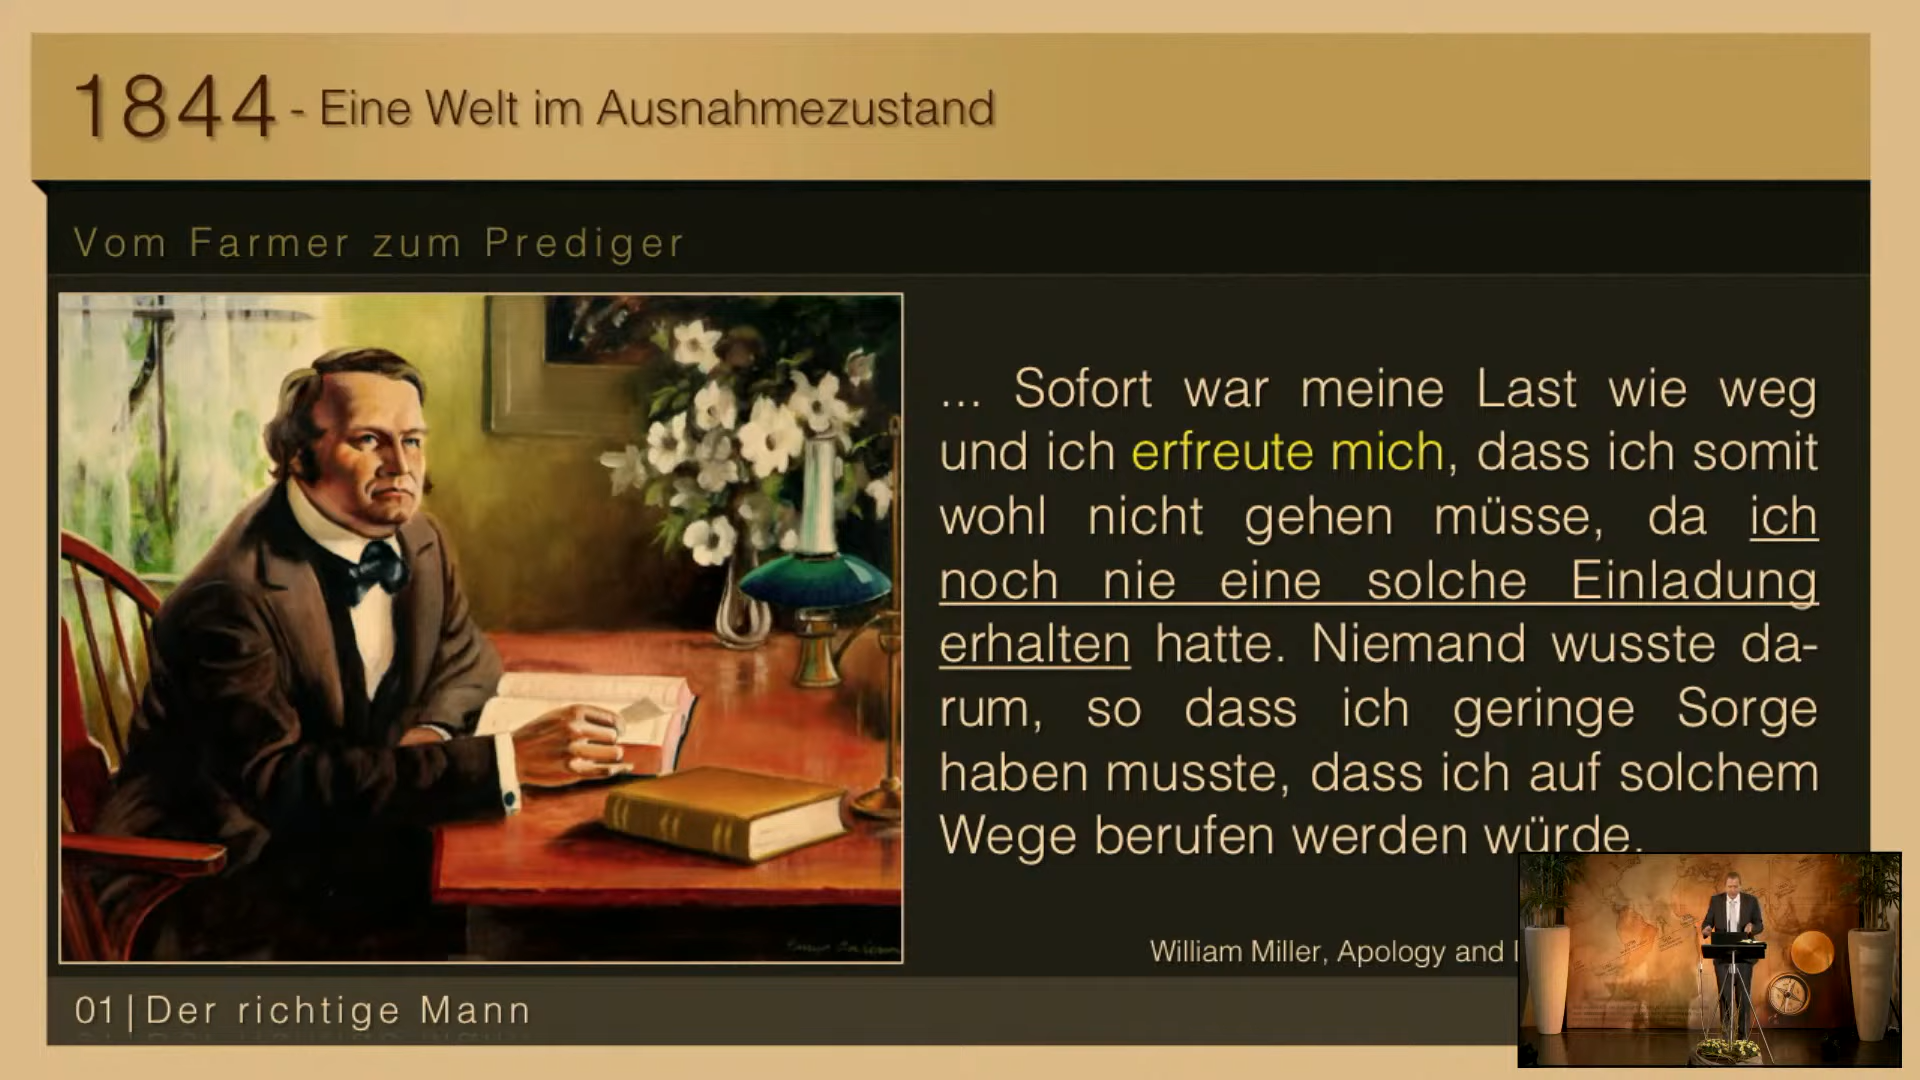 1844 - Eine Welt im Ausnahmezustand
Vom Farmer zum Prediger
... Sofort war meine Last wie weg
und ich erfreute mich, dass ich somit
wohl nicht gehen müsse, da ich
noch nie eine solche Einladung
erhalten hatte. Niemand wusste da-
rum, so dass ich geringe Sorge
haben musste, dass ich auf solchem
Wege berufen werden würde.
William Miller, Apology and
01|Der richtige Mann